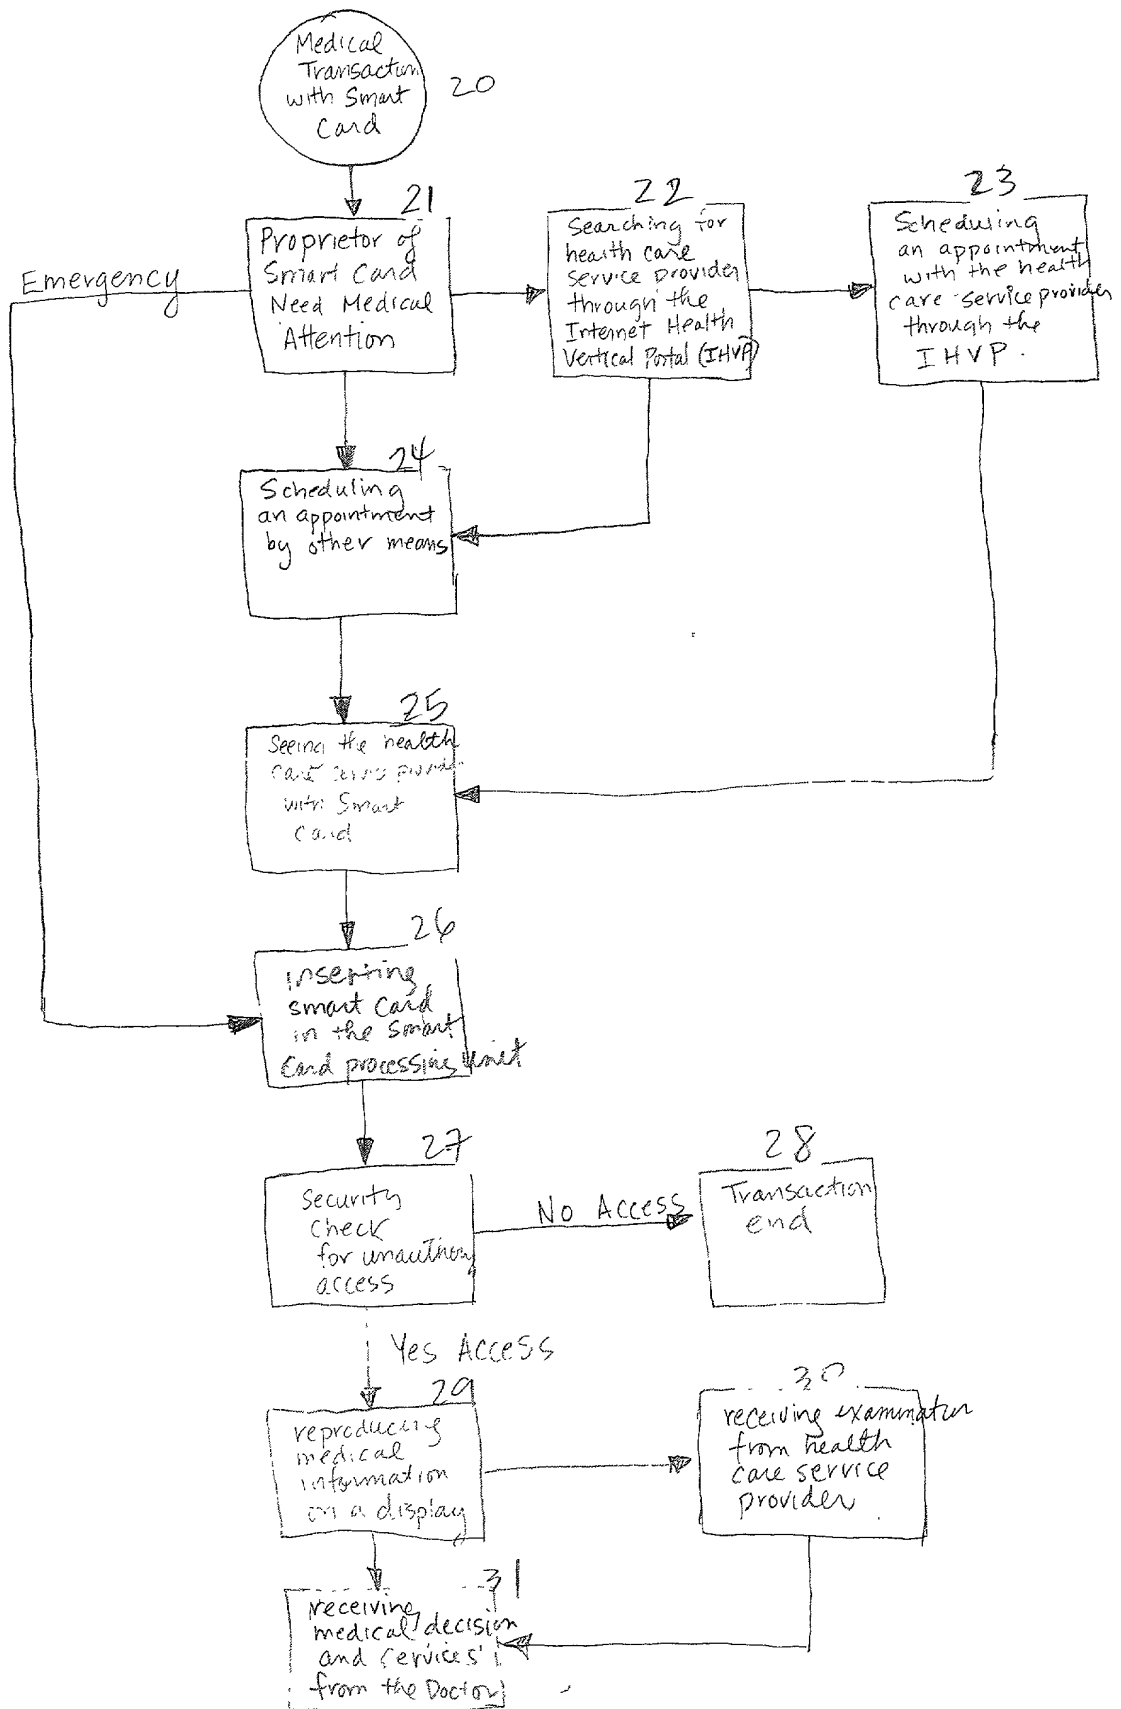 Medical
Transaction
with Smart
Card
20
21
Proprietor of
Smart Card
Need Medical
Attention
Emergency
22
Searching for
health care
service provider
through the
Internet Health
Vertical Portal (IHVP)
23
Scheduling
an appointment
with the health
care service provider
through the
IHVP.
24
Scheduling
an appointment
by other means
25
Seeing the health
care service provider
with Smart
Card
26
inserting
smart Card
in the Smart
Card processing Unit
27
Security
Check
for unauthory
access
No Access
28
Transaction
end
Yes Access
29
reproducing
medical
information
on a display
30
receiving examination
from health
care service
provider
31
receiving
medical decision
and services
from the Doctor